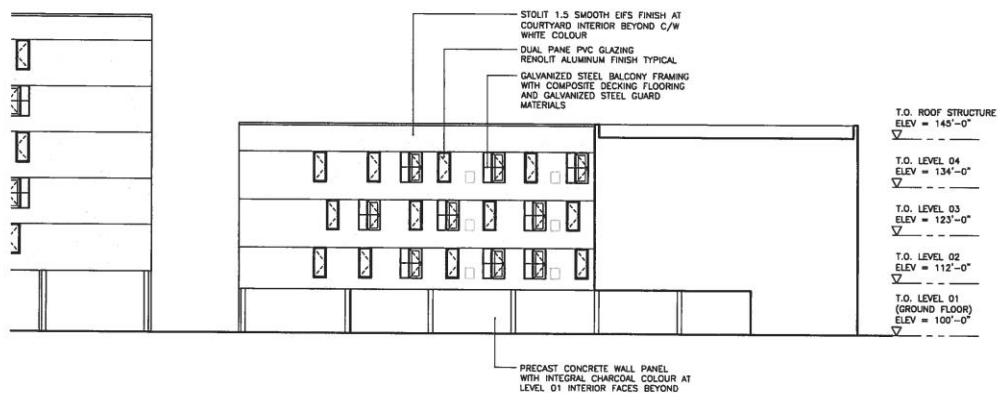 STOLIT 1.5 SMOOTH EIFS FINISH AT
COURTYARD INTERIOR BEYOND C/W
WHITE COLOUR
DUAL PANE PVC GLAZING
RENOLIT ALUMINUM FINISH TYPICAL
GALVANIZED STEEL BALCONY FRAMING
WITH COMPOSITE DECKING FLOORING
AND GALVANIZED STEEL GUARD
MATERIALS
T.O. ROOF STRUCTURE
ELEV = 145'-0"
T.O. LEVEL 04
ELEV = 134'-0"
T.O. LEVEL 03
ELEV = 123'-0"
T.O. LEVEL 02
ELEV = 112'-0"
T.O. LEVEL 01
(GROUND FLOOR)
ELEV = 100'-0"
PRECAST CONCRETE WALL PANEL
WITH INTEGRAL CHARCOAL COLOUR AT
LEVEL 01 INTERIOR FACES BEYOND